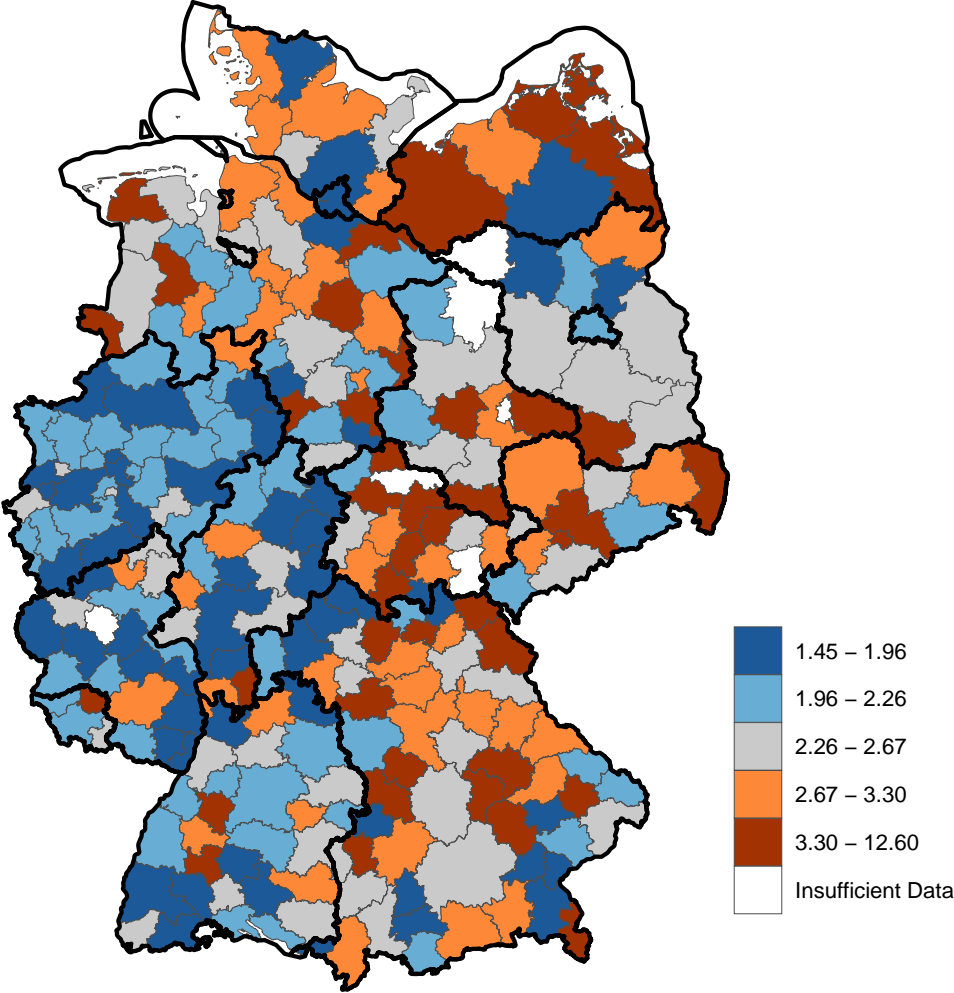 1.45 – 1.96
1.96 – 2.26
2.26 – 2.67
2.67 – 3.30
3.30 – 12.60
Insufficient Data